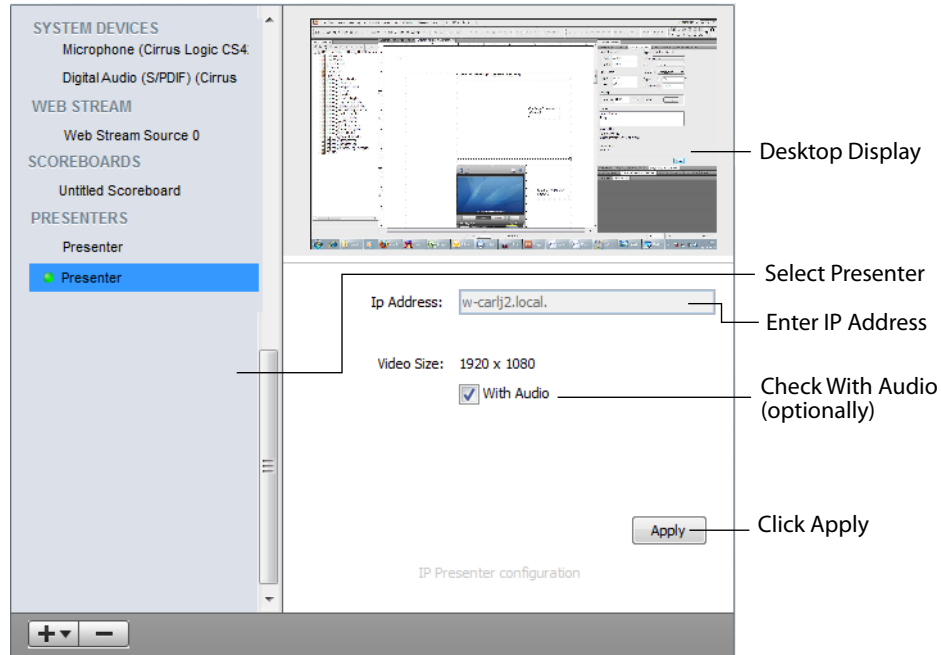 SYSTEM DEVICES
Microphone (Cirrus Logic CS4:
Digital Audio (S/PDIF) (Cirrus
WEB STREAM
Web Stream Source 0
SCOREBOARDS
Untitled Scoreboard
PRESENTERS
Presenter
Presenter
Desktop Display
Select Presenter
Ip Address: w-carlj2.local.
Enter IP Address
Video Size: 1920 x 1080
With Audio
Check With Audio
(optionally)
Apply
Click Apply
IP Presenter configuration